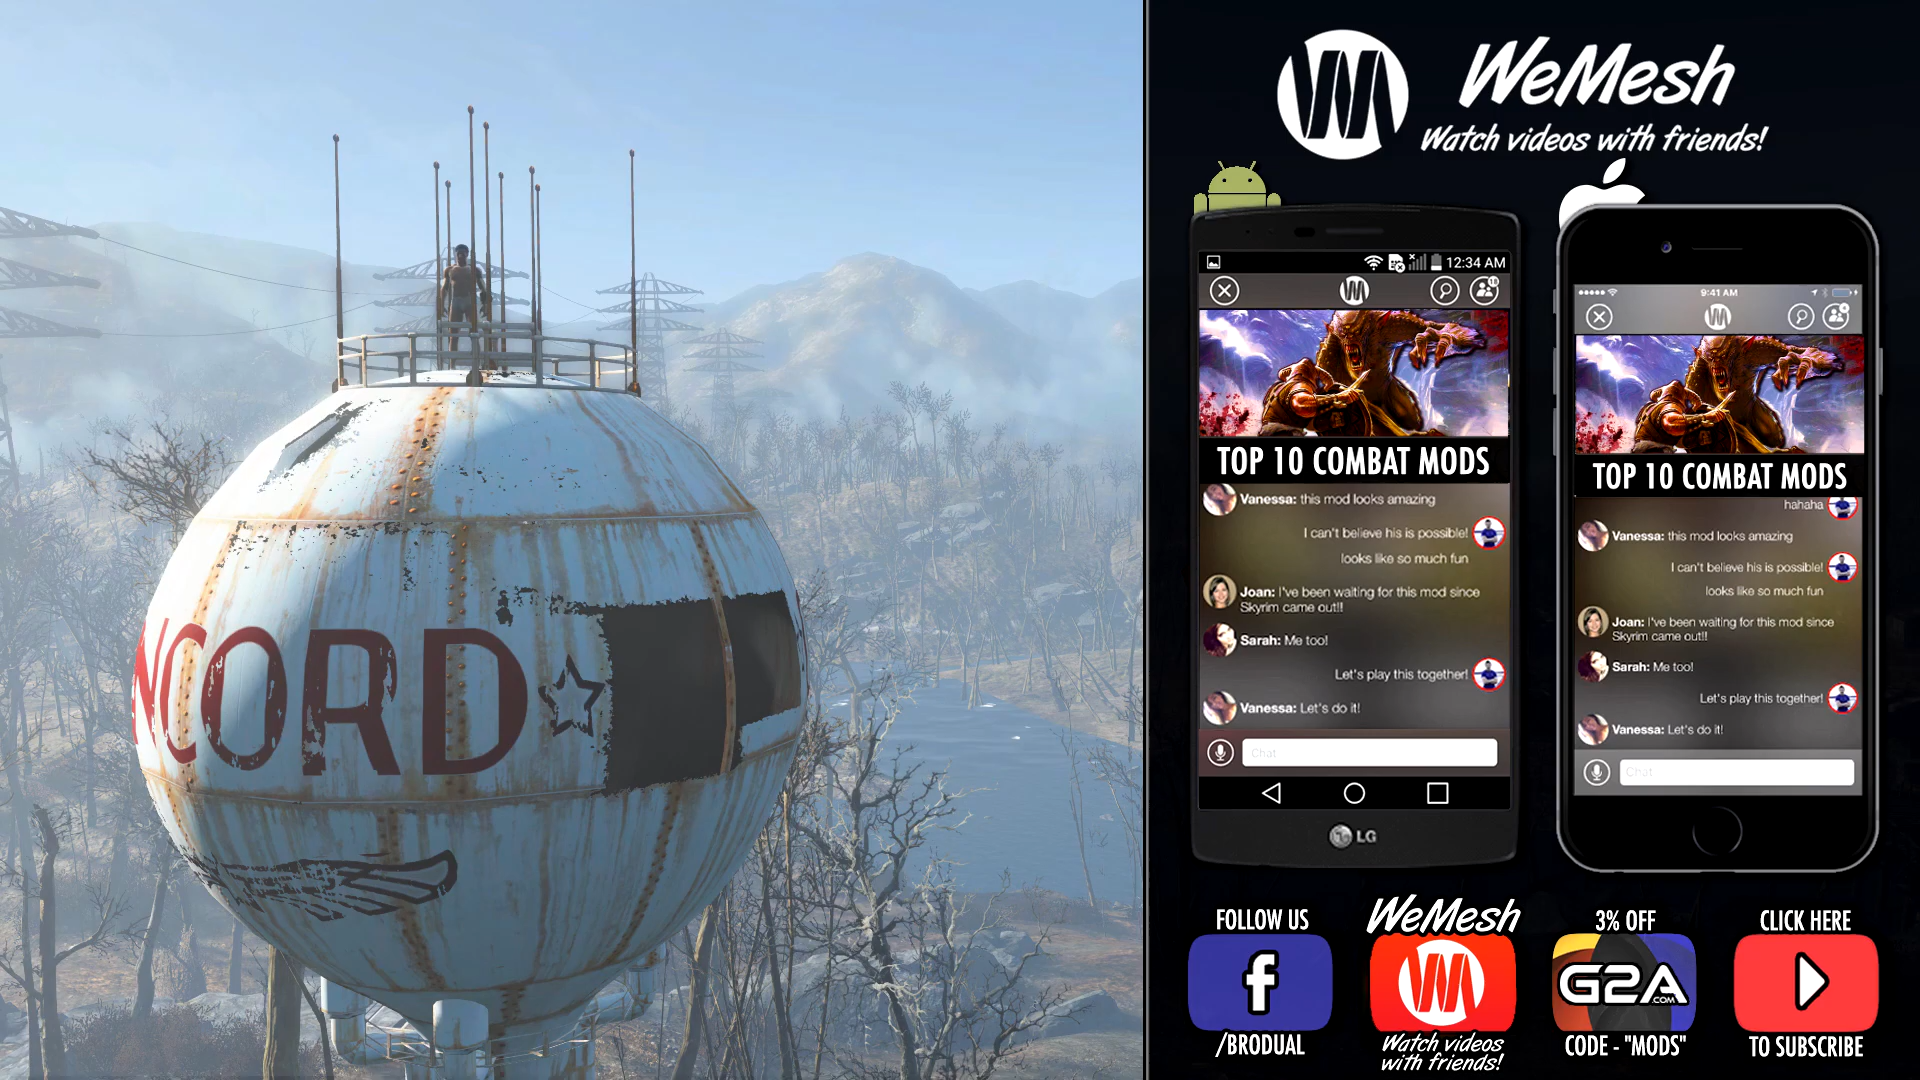 NCORD
WeMesh
Watch videos with friends!
12:34 AM
TOP 10 COMBAT MODS
Vanessa: this mod looks amazing
I can't believe his is possible!
looks like so much fun
Joan: I've been waiting for this mod since
Skyrim came out!!
Sarah: Me too!
Let's play this together!
Vanessa: Let's do it!
Chat
LG
9:41 AM
TOP 10 COMBAT MODS
hahaha
Vanessa: this mod looks amazing
I can't believe his is possible!
looks like so much fun
Joan: I've been waiting for this mod since
Skyrim came out!!
Sarah: Me too!
Let's play this together!
Vanessa: Let's do it!
Chat
FOLLOW US
/BRODUAL
WeMesh
Watch videos
with friends!
3% OFF
G2A
.COM
CODE - "MODS"
CLICK HERE
TO SUBSCRIBE